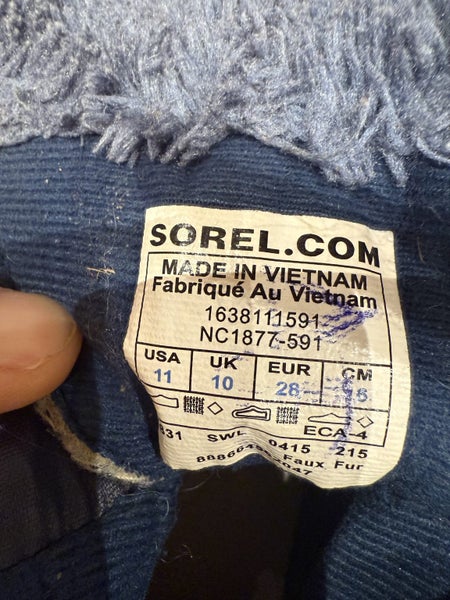 SOREL.COM
MADE IN VIETNAM
Fabriqué Au Vietnam
1638111591
NC1877-591
USA UK EUR CM
11 10 28
ECA-4
0415 215
Faux Fur